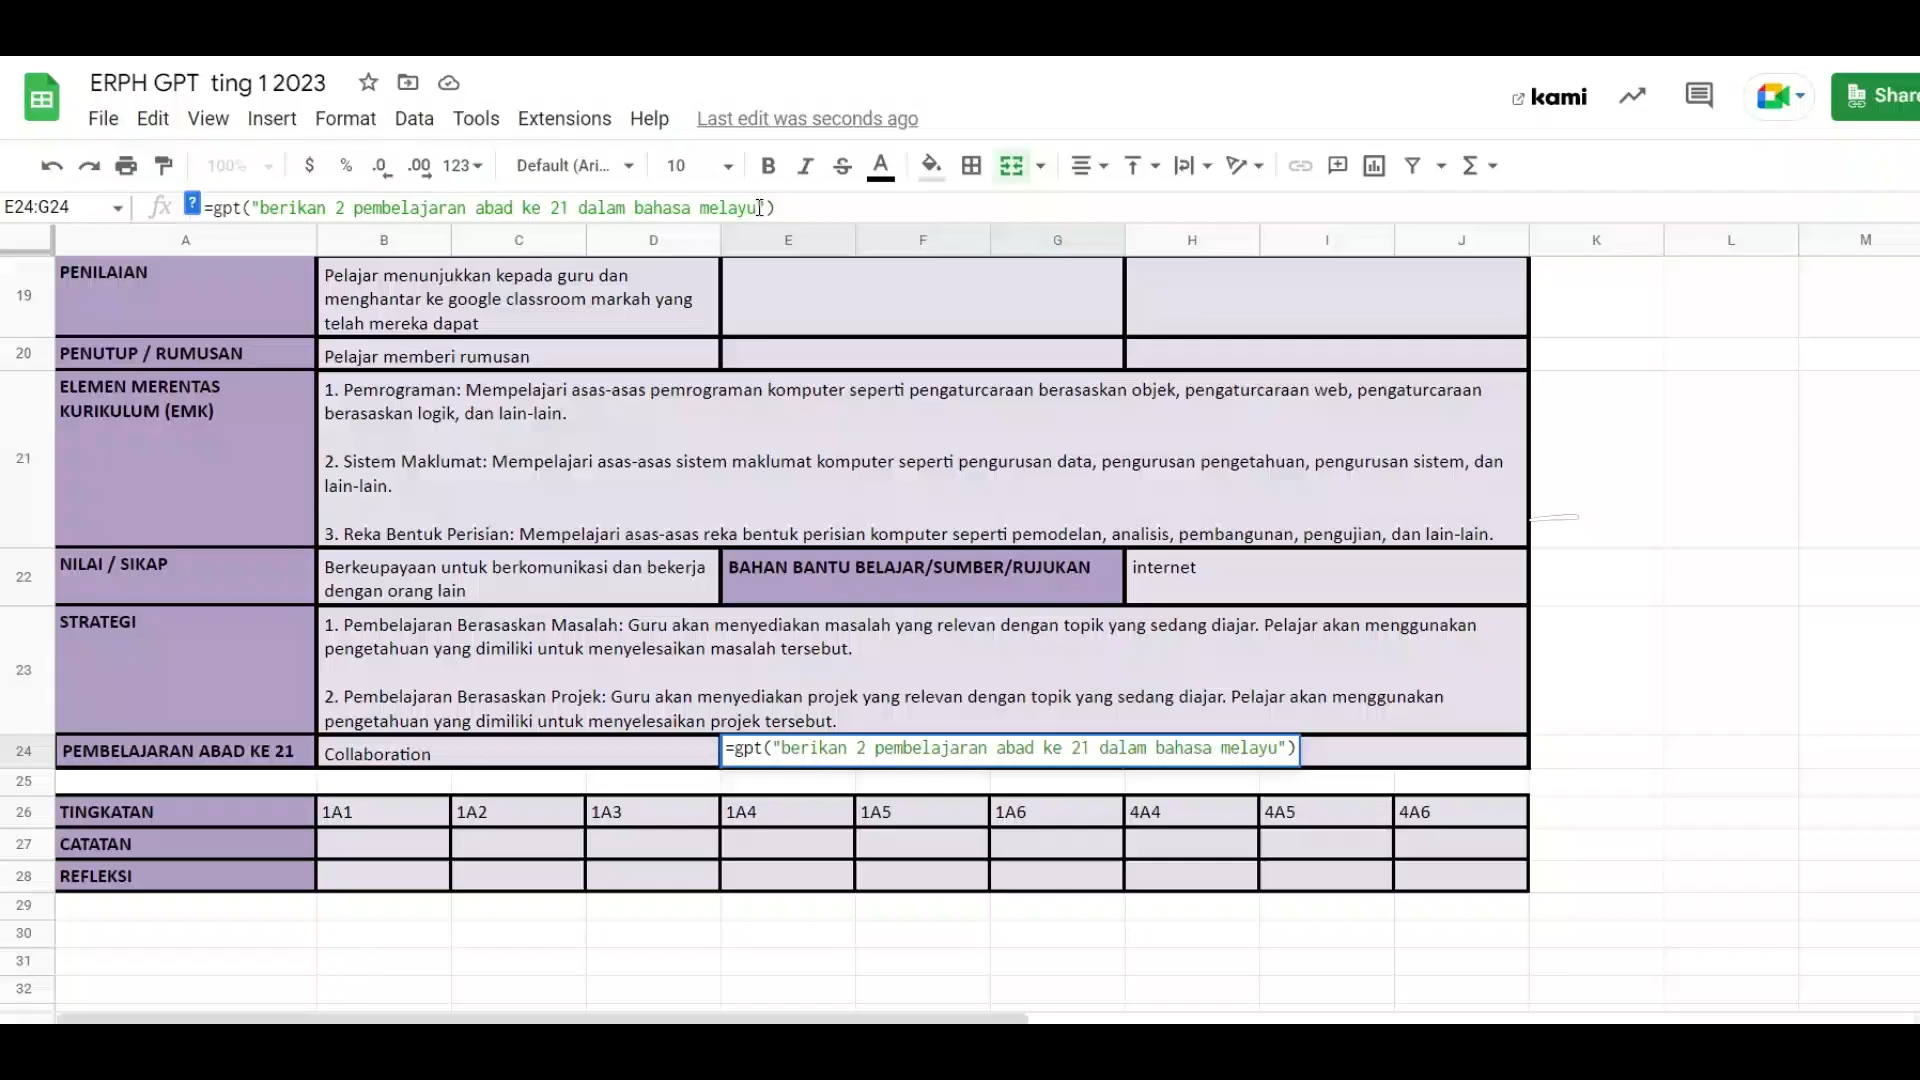 ERPH GPT ting 1 2023
kami
Share
File Edit View Insert Format Data Tools Extensions Help Last edit was seconds ago
100% $ % .0 .00 123 Default (Ari... 10 B I S A
E24:G24 fx ? =gpt("berikan 2 pembelajaran abad ke 21 dalam bahasa melayu")
A B C D E F G H I J K L M
19 PENILAIAN
Pelajar menunjukkan kepada guru dan
menghantar ke google classroom markah yang
telah mereka dapat
20 PENUTUP / RUMUSAN
Pelajar memberi rumusan
21 ELEMEN MERENTAS
KURIKULUM (EMK)
1. Pemrograman: Mempelajari asas-asas pemrograman komputer seperti pengaturcaraan berasaskan objek, pengaturcaraan web, pengaturcaraan
berasaskan logik, dan lain-lain.
2. Sistem Maklumat: Mempelajari asas-asas sistem maklumat komputer seperti pengurusan data, pengurusan pengetahuan, pengurusan sistem, dan
lain-lain.
3. Reka Bentuk Perisian: Mempelajari asas-asas reka bentuk perisian komputer seperti pemodelan, analisis, pembangunan, pengujian, dan lain-lain.
22 NILAI / SIKAP
Berkeupayaan untuk berkomunikasi dan bekerja
dengan orang lain
BAHAN BANTU BELAJAR/SUMBER/RUJUKAN
internet
23 STRATEGI
1. Pembelajaran Berasaskan Masalah: Guru akan menyediakan masalah yang relevan dengan topik yang sedang diajar. Pelajar akan menggunakan
pengetahuan yang dimiliki untuk menyelesaikan masalah tersebut.
2. Pembelajaran Berasaskan Projek: Guru akan menyediakan projek yang relevan dengan topik yang sedang diajar. Pelajar akan menggunakan
pengetahuan yang dimiliki untuk menyelesaikan projek tersebut.
24 PEMBELAJARAN ABAD KE 21 Collaboration =gpt("berikan 2 pembelajaran abad ke 21 dalam bahasa melayu")
25
26 TINGKATAN 1A1 1A2 1A3 1A4 1A5 1A6 4A4 4A5 4A6
27 CATATAN
28 REFLEKSI
29
30
31
32